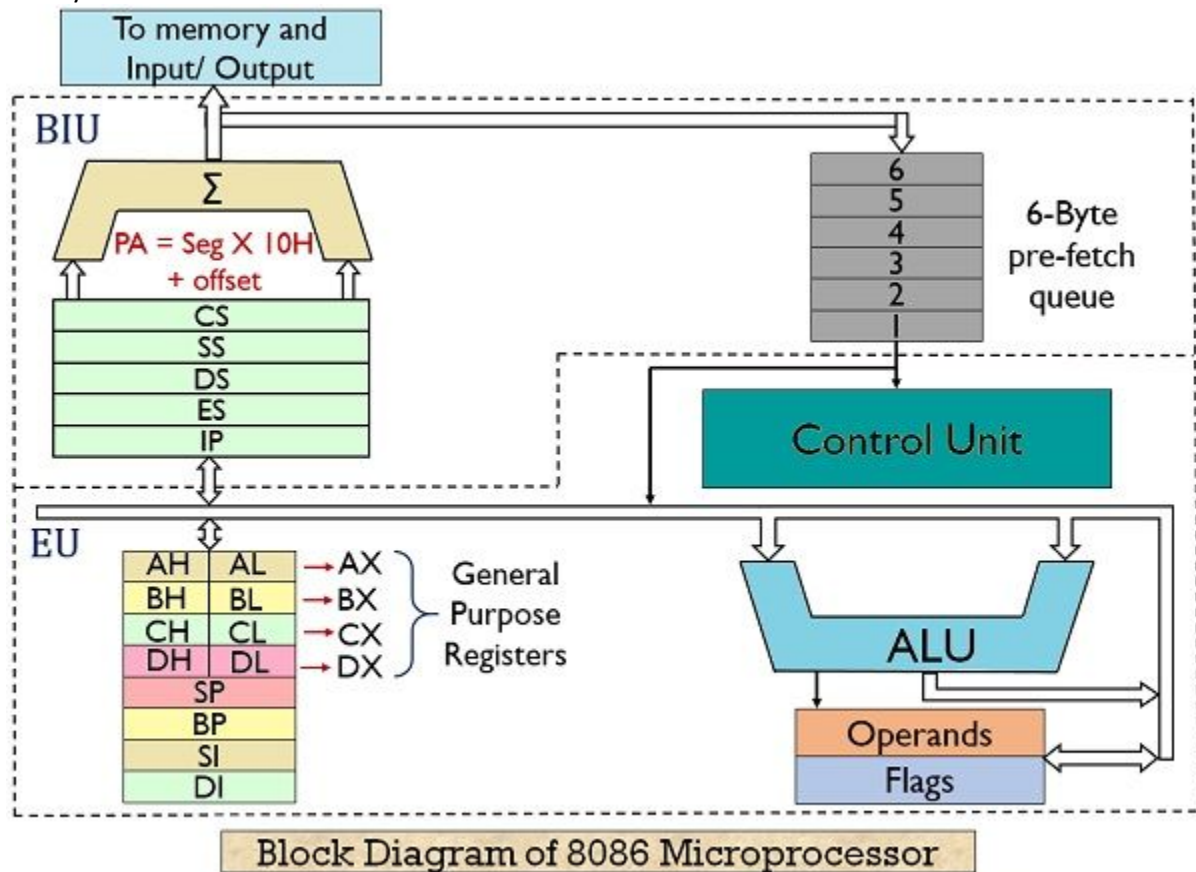 To memory and
Input/ Output
BIU
Σ
PA = Seg X 10H
+ offset
CS
SS
DS
ES
IP
6
5
4
3
2
1
6-Byte
pre-fetch
queue
Control Unit
EU
AH AL AX
BH BL BX
CH CL CX
DH DL DX
SP
BP
SI
DI
General
Purpose
Registers
ALU
Operands
Flags
Block Diagram of 8086 Microprocessor